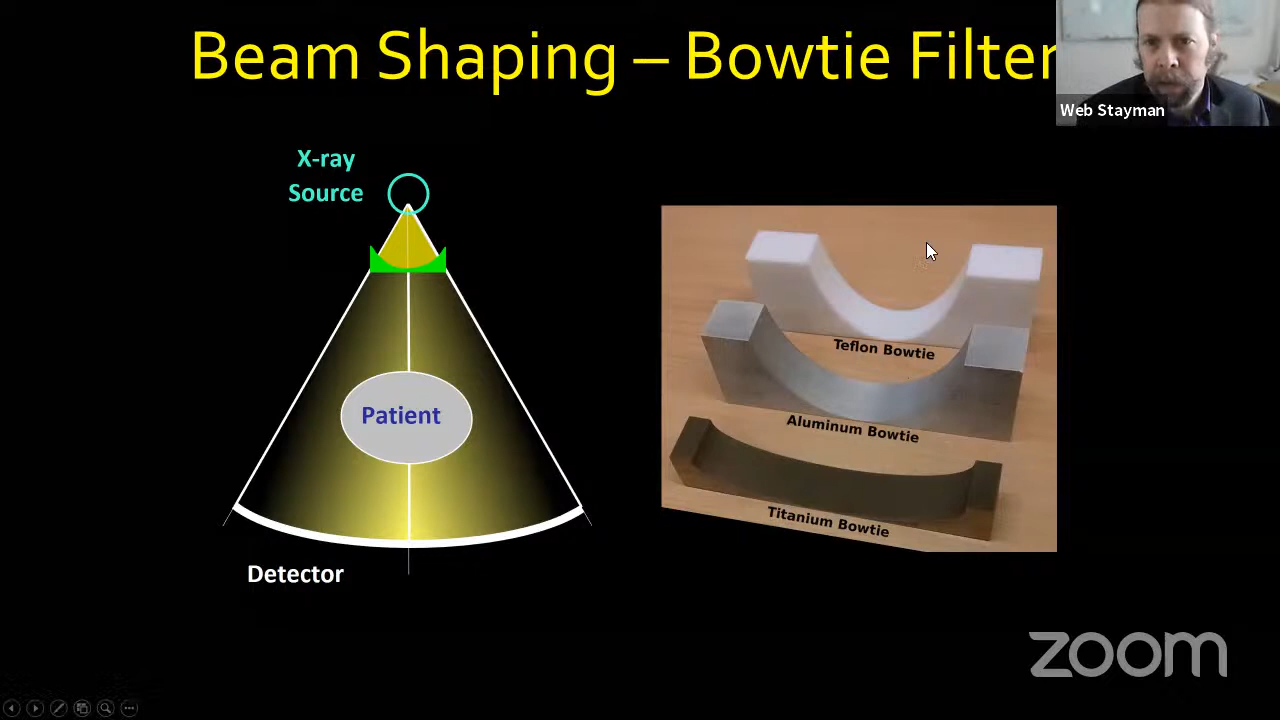 Beam Shaping – Bowtie Filter
Web Stayman
X-ray
Source
Patient
Detector
Teflon Bowtie
Aluminum Bowtie
Titanium Bowtie
zoom